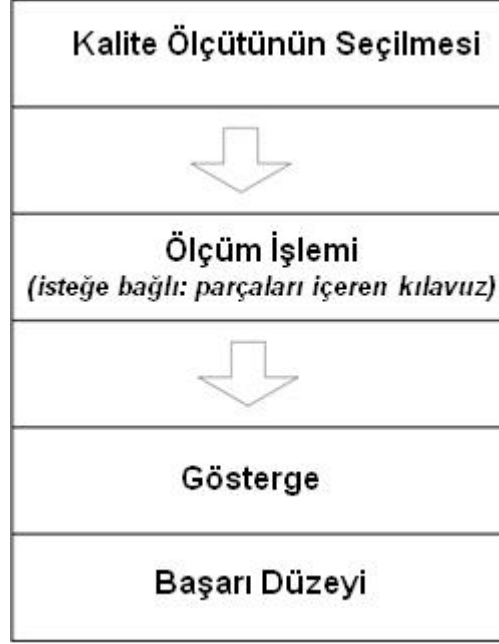 Kalite Ölçütünün Seçilmesi
Ölçüm İşlemi
(isteğe bağlı: parçaları içeren kılavuz)
Gösterge
Başarı Düzeyi